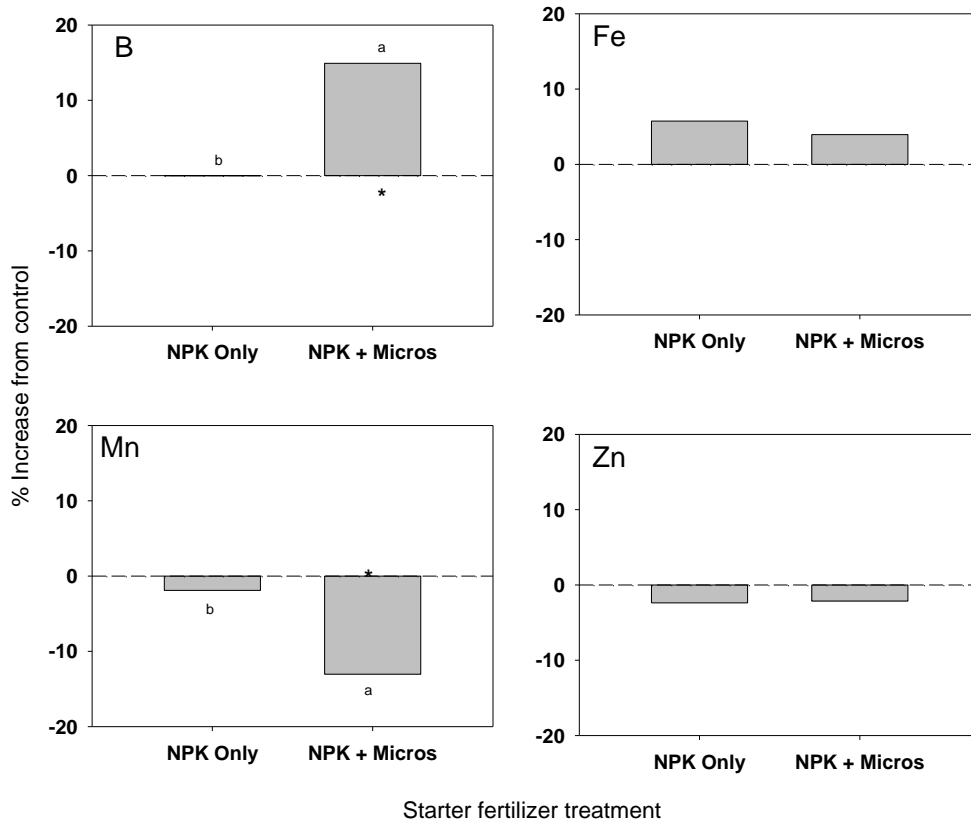 % Increase from control
B
20
10
0
-10
-20
b
a
*
NPK Only
NPK + Micros
Fe
20
10
0
-10
-20
NPK Only
NPK + Micros
Mn
20
10
0
-10
-20
b
*
a
NPK Only
NPK + Micros
Zn
20
10
0
-10
-20
NPK Only
NPK + Micros
Starter fertilizer treatment